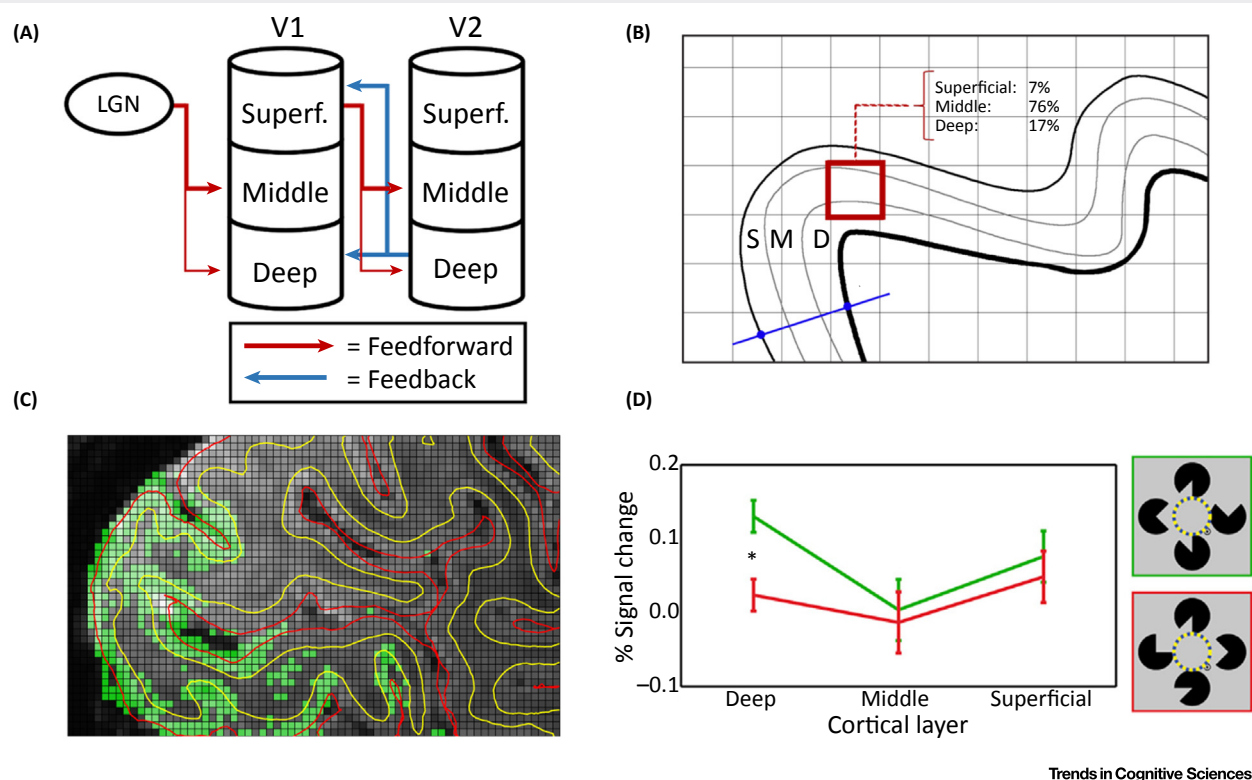 (A)
V1
V2
LGN
Superf.
Superf.
Middle
Middle
Deep
Deep
= Feedforward
= Feedback
(B)
Superficial: 7%
Middle: 76%
Deep: 17%
S M D
(C)
(D)
% Signal change
0.2
0.1
0.0
–0.1
*
Deep
Middle
Superficial
Cortical layer
Trends in Cognitive Sciences